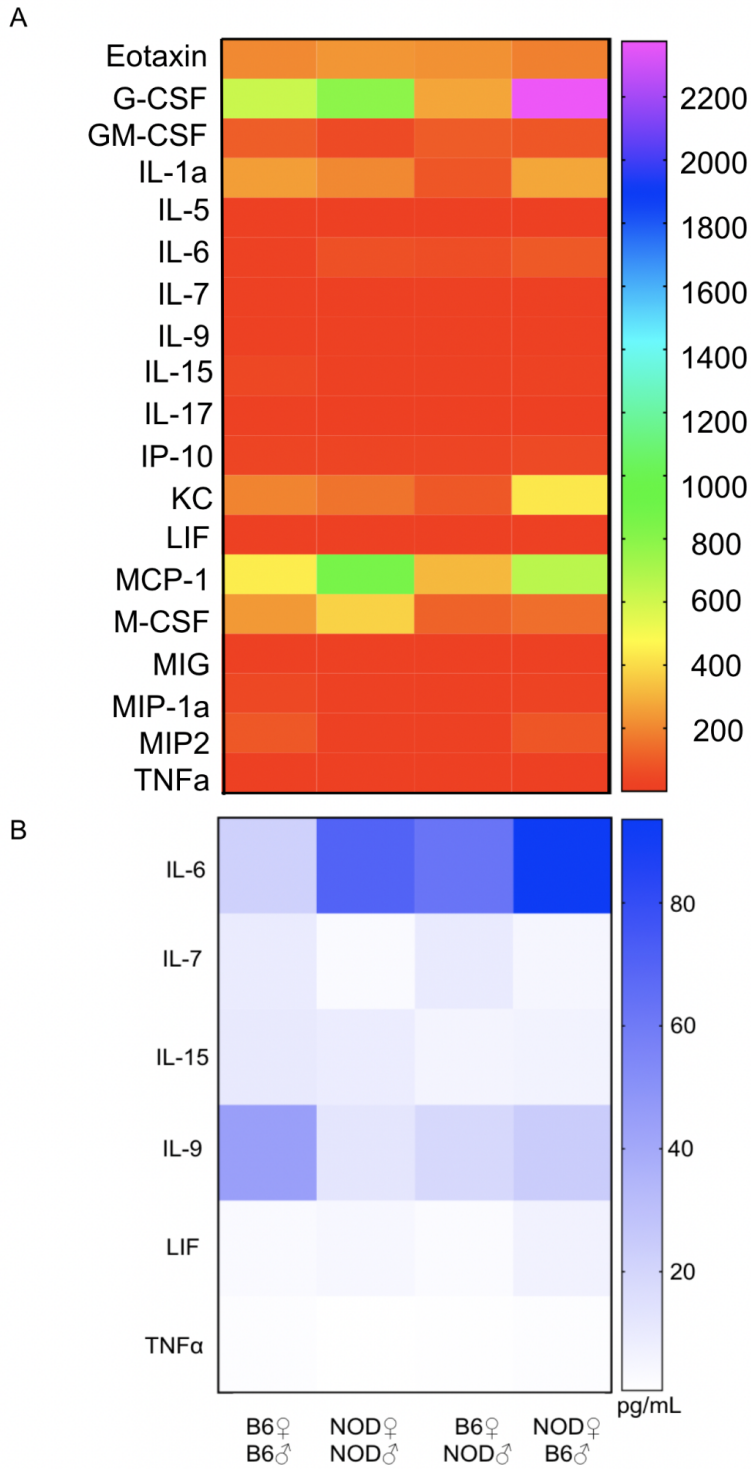 A
Eotaxin
G-CSF
GM-CSF
IL-1a
IL-5
IL-6
IL-7
IL-9
IL-15
IL-17
IP-10
KC
LIF
MCP-1
M-CSF
MIG
MIP-1a
MIP2
TNFa
2200
2000
1800
1600
1400
1200
1000
800
600
400
200
B
IL-6
IL-7
IL-15
IL-9
LIF
TNFα
80
60
40
20
pg/mL
B6♀ NOD♀ B6♀ NOD♀
B6♂ NOD♂ NOD♂ B6♂